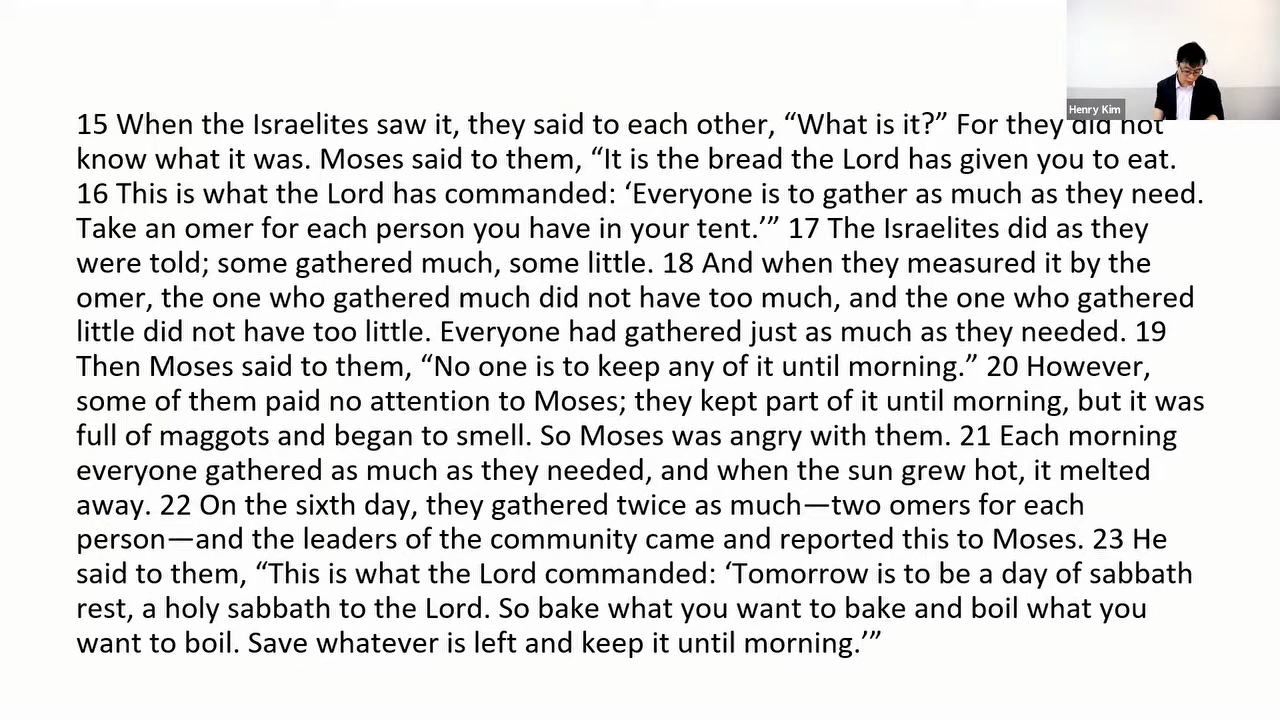 Henry Kim
15 When the Israelites saw it, they said to each other, “What is it?” For they did not
know what it was. Moses said to them, “It is the bread the Lord has given you to eat.
16 This is what the Lord has commanded: ‘Everyone is to gather as much as they need.
Take an omer for each person you have in your tent.’” 17 The Israelites did as they
were told; some gathered much, some little. 18 And when they measured it by the
omer, the one who gathered much did not have too much, and the one who gathered
little did not have too little. Everyone had gathered just as much as they needed. 19
Then Moses said to them, “No one is to keep any of it until morning.” 20 However,
some of them paid no attention to Moses; they kept part of it until morning, but it was
full of maggots and began to smell. So Moses was angry with them. 21 Each morning
everyone gathered as much as they needed, and when the sun grew hot, it melted
away. 22 On the sixth day, they gathered twice as much—two omers for each
person—and the leaders of the community came and reported this to Moses. 23 He
said to them, “This is what the Lord commanded: ‘Tomorrow is to be a day of sabbath
rest, a holy sabbath to the Lord. So bake what you want to bake and boil what you
want to boil. Save whatever is left and keep it until morning.’”